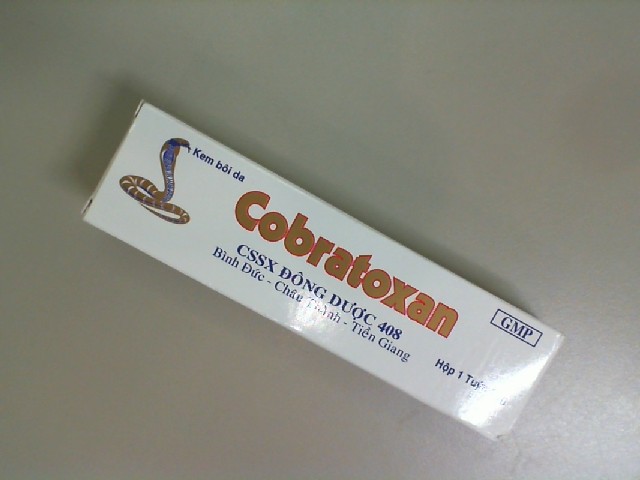 Kem bôi da
Cobratoxan
CSSX ĐÔNG DƯỢC 408
Bình Đức - Châu Thành - Tiền Giang
GMP
Hộp 1